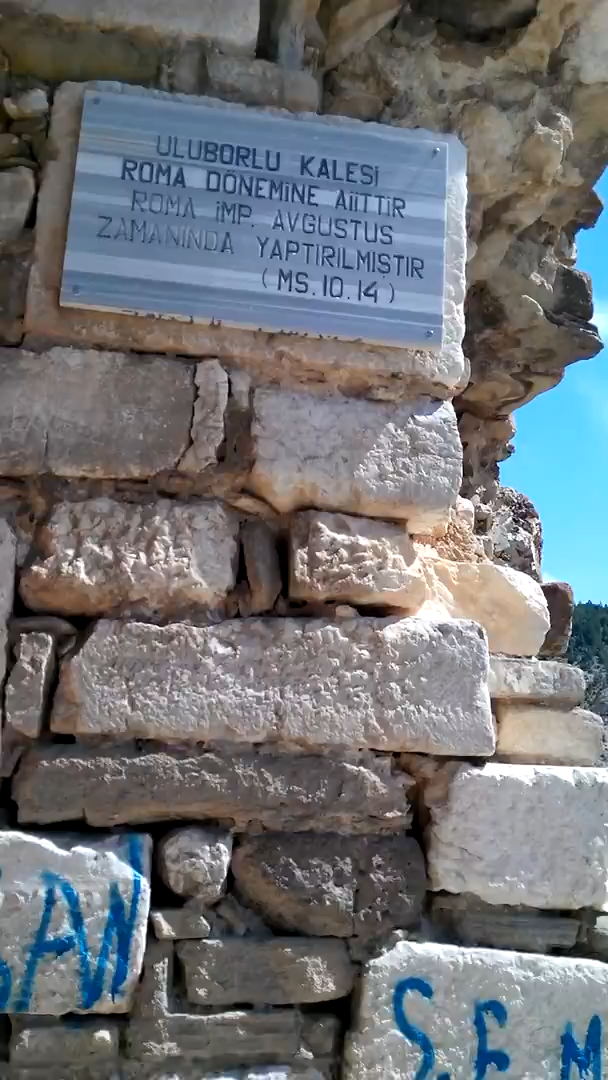 ULUBORLU KALESİ
ROMA DÖNEMİNE AİİTTİR
ROMA İMP. AVGUSTUS
ZAMANINDA YAPTIRILMIŞTIR
(MS.10.14)
S.E M